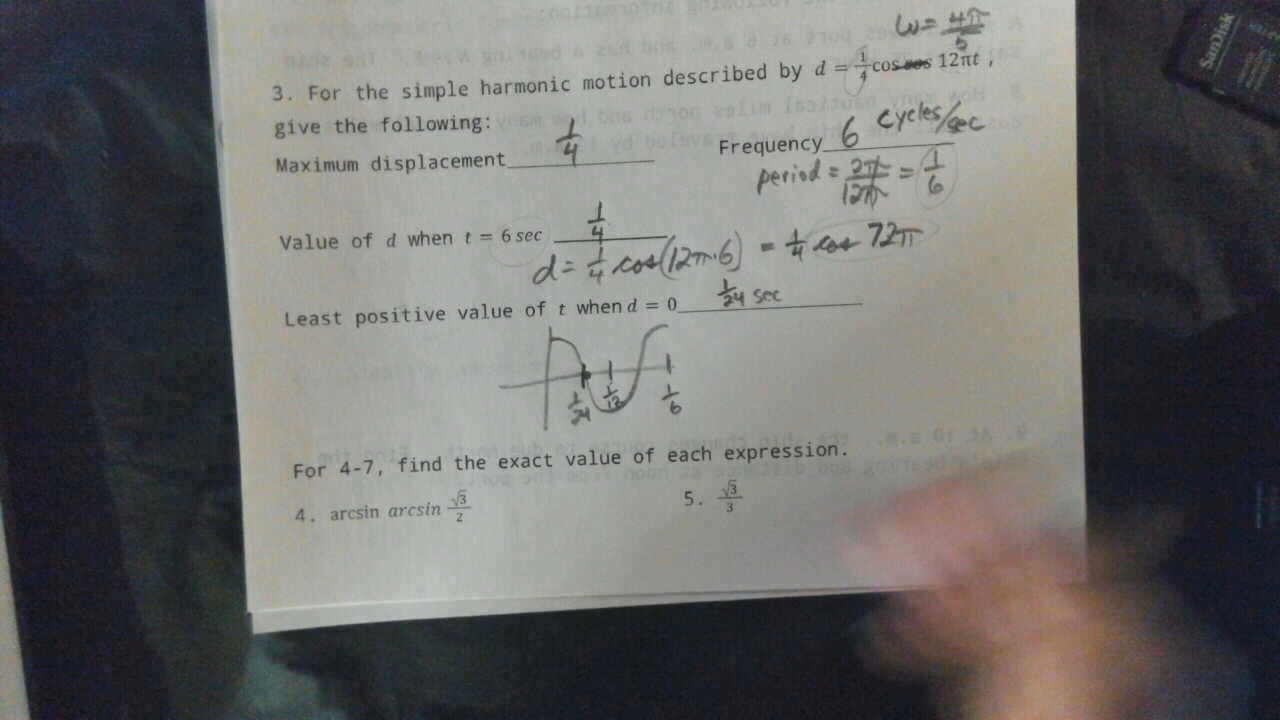 ω = 4π/5
3. For the simple harmonic motion described by d = 1/4 cos cos 12πt ,
give the following:
Maximum displacement 1/4 Frequency 6 cycles/sec
period = 2π/12π = 1/6
Value of d when t = 6 sec 1/4
d = 1/4 cos(12π·6) = 1/4 cos 72π
Least positive value of t when d = 0 1/24 sec
1/24 1/12 1/6
For 4-7, find the exact value of each expression.
4. arcsin arcsin √3/2 5. √3/3
SanDisk